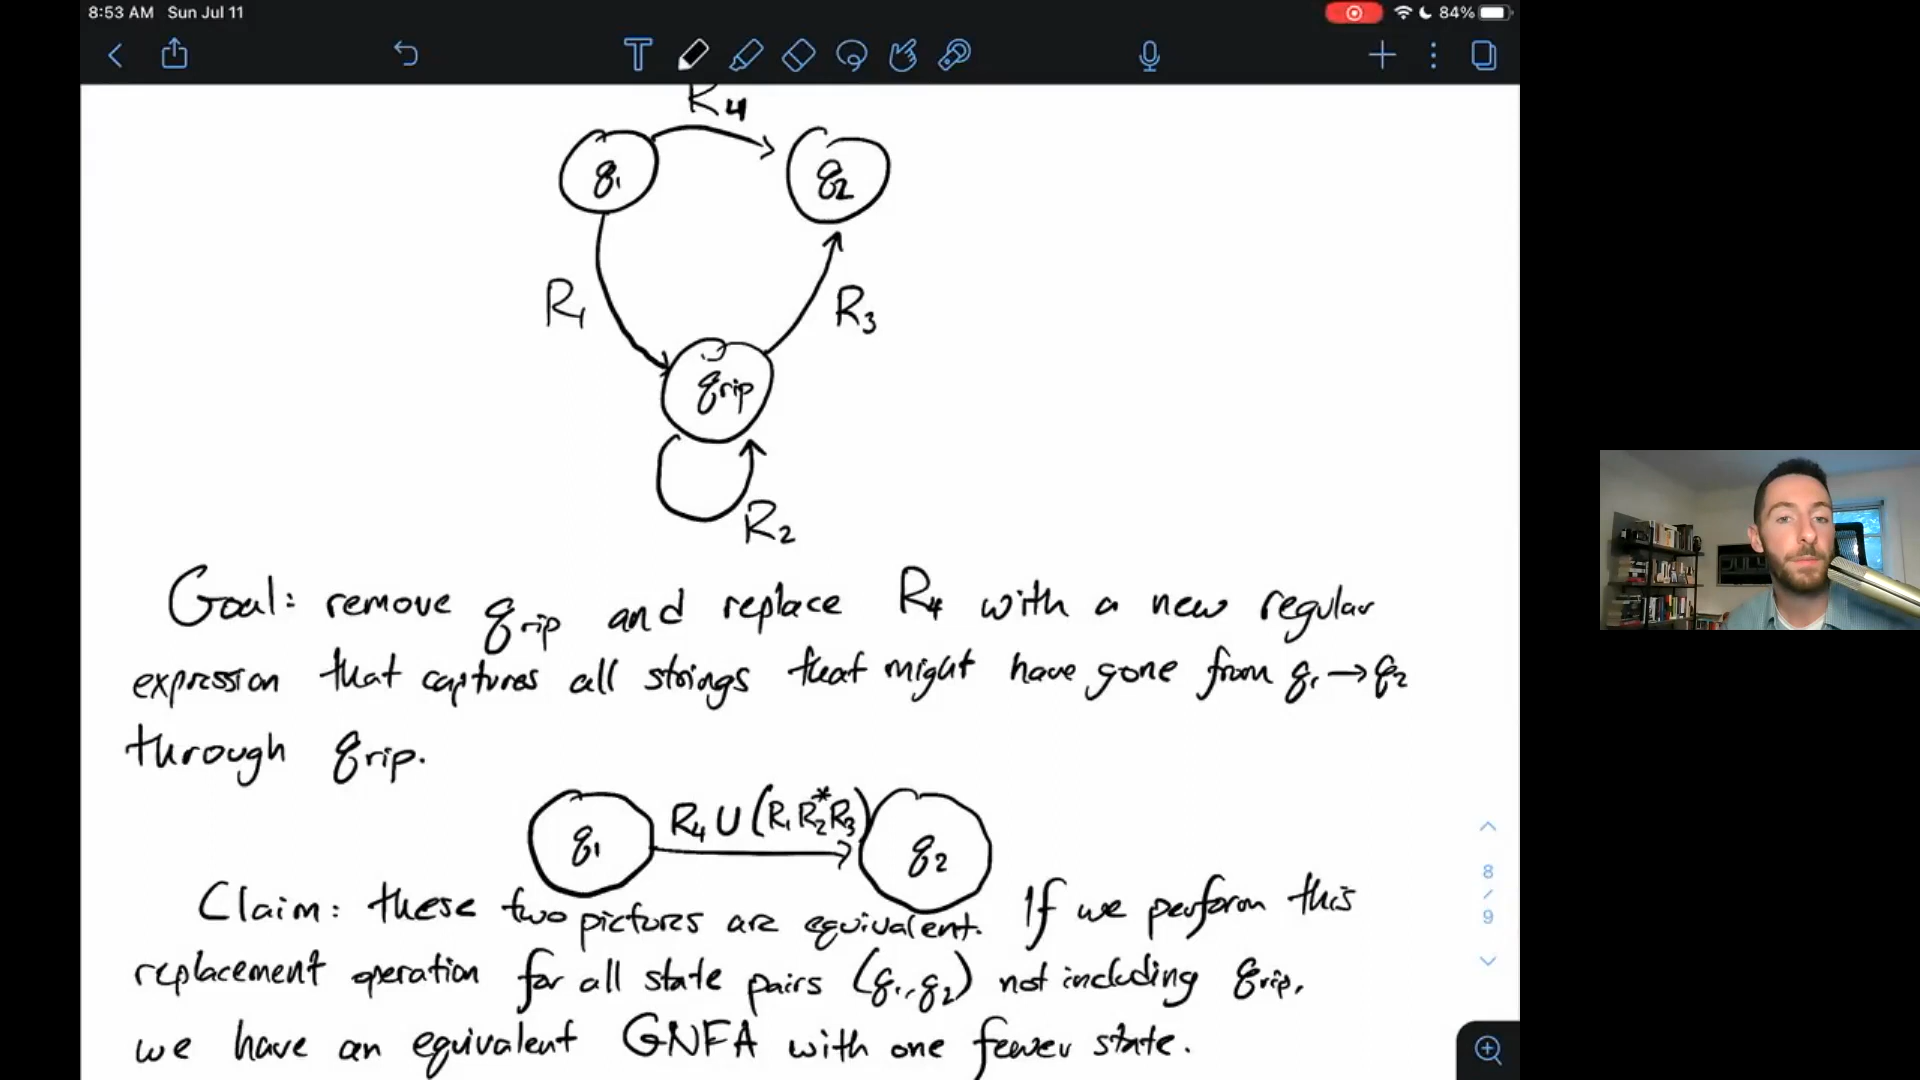 8:53 AM Sun Jul 11
84%
R4
q1
q2
R1
R3
qrip
R2
Goal: remove qrip and replace R4 with a new regular
expression that captures all strings that might have gone from q1 → q2
through qrip.
q1
R4 ∪ (R1 R2* R3)
q2
Claim: these two pictures are equivalent. If we perform this
replacement operation for all state pairs (q1, q2) not including qrip,
we have an equivalent GNFA with one fewer state.
8
/
9